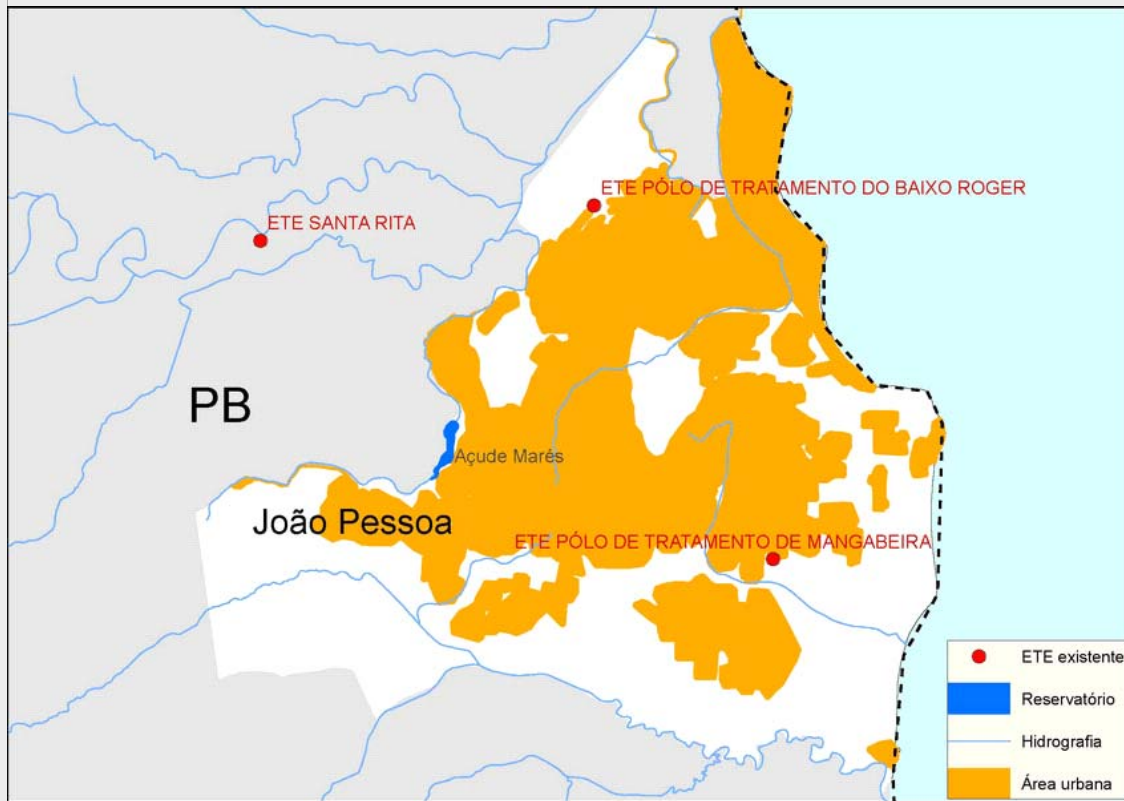 ETE PÓLO DE TRATAMENTO DO BAIXO ROGER
ETE SANTA RITA
PB
Açude Marés
João Pessoa
ETE PÓLO DE TRATAMENTO DE MANGABEIRA
ETE existente
Reservatório
Hidrografia
Área urbana